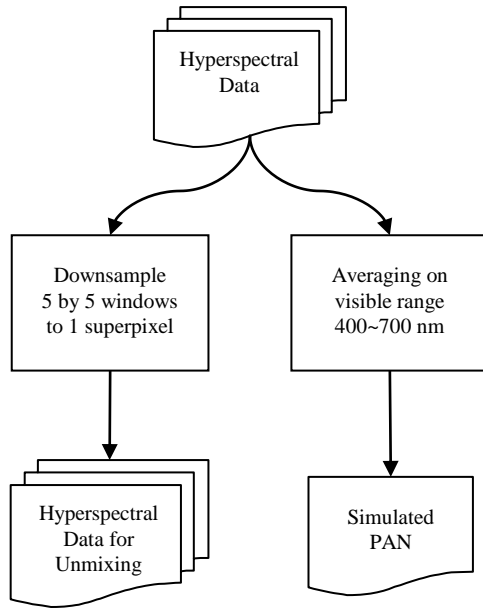 Hyperspectral
Data
Downsample
5 by 5 windows
to 1 superpixel
Averaging on
visible range
400~700 nm
Hyperspectral
Data for
Unmixing
Simulated
PAN